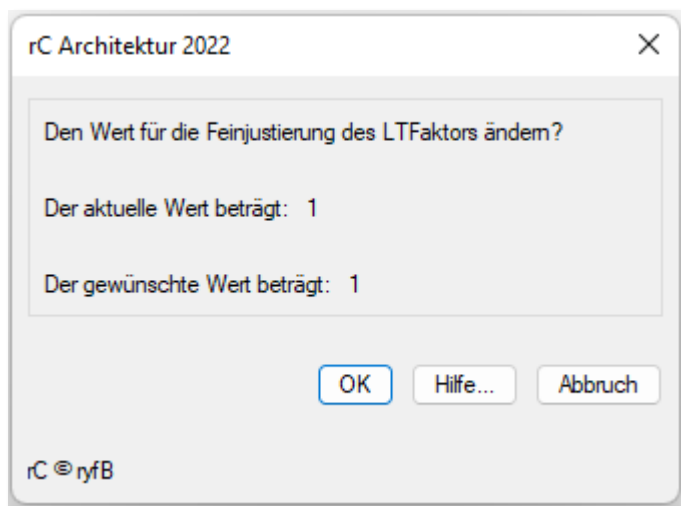 rC Architektur 2022
Den Wert für die Feinjustierung des LTFaktors ändern?
Der aktuelle Wert beträgt: 1
Der gewünschte Wert beträgt: 1
OK Hilfe... Abbruch
rC © ryfB